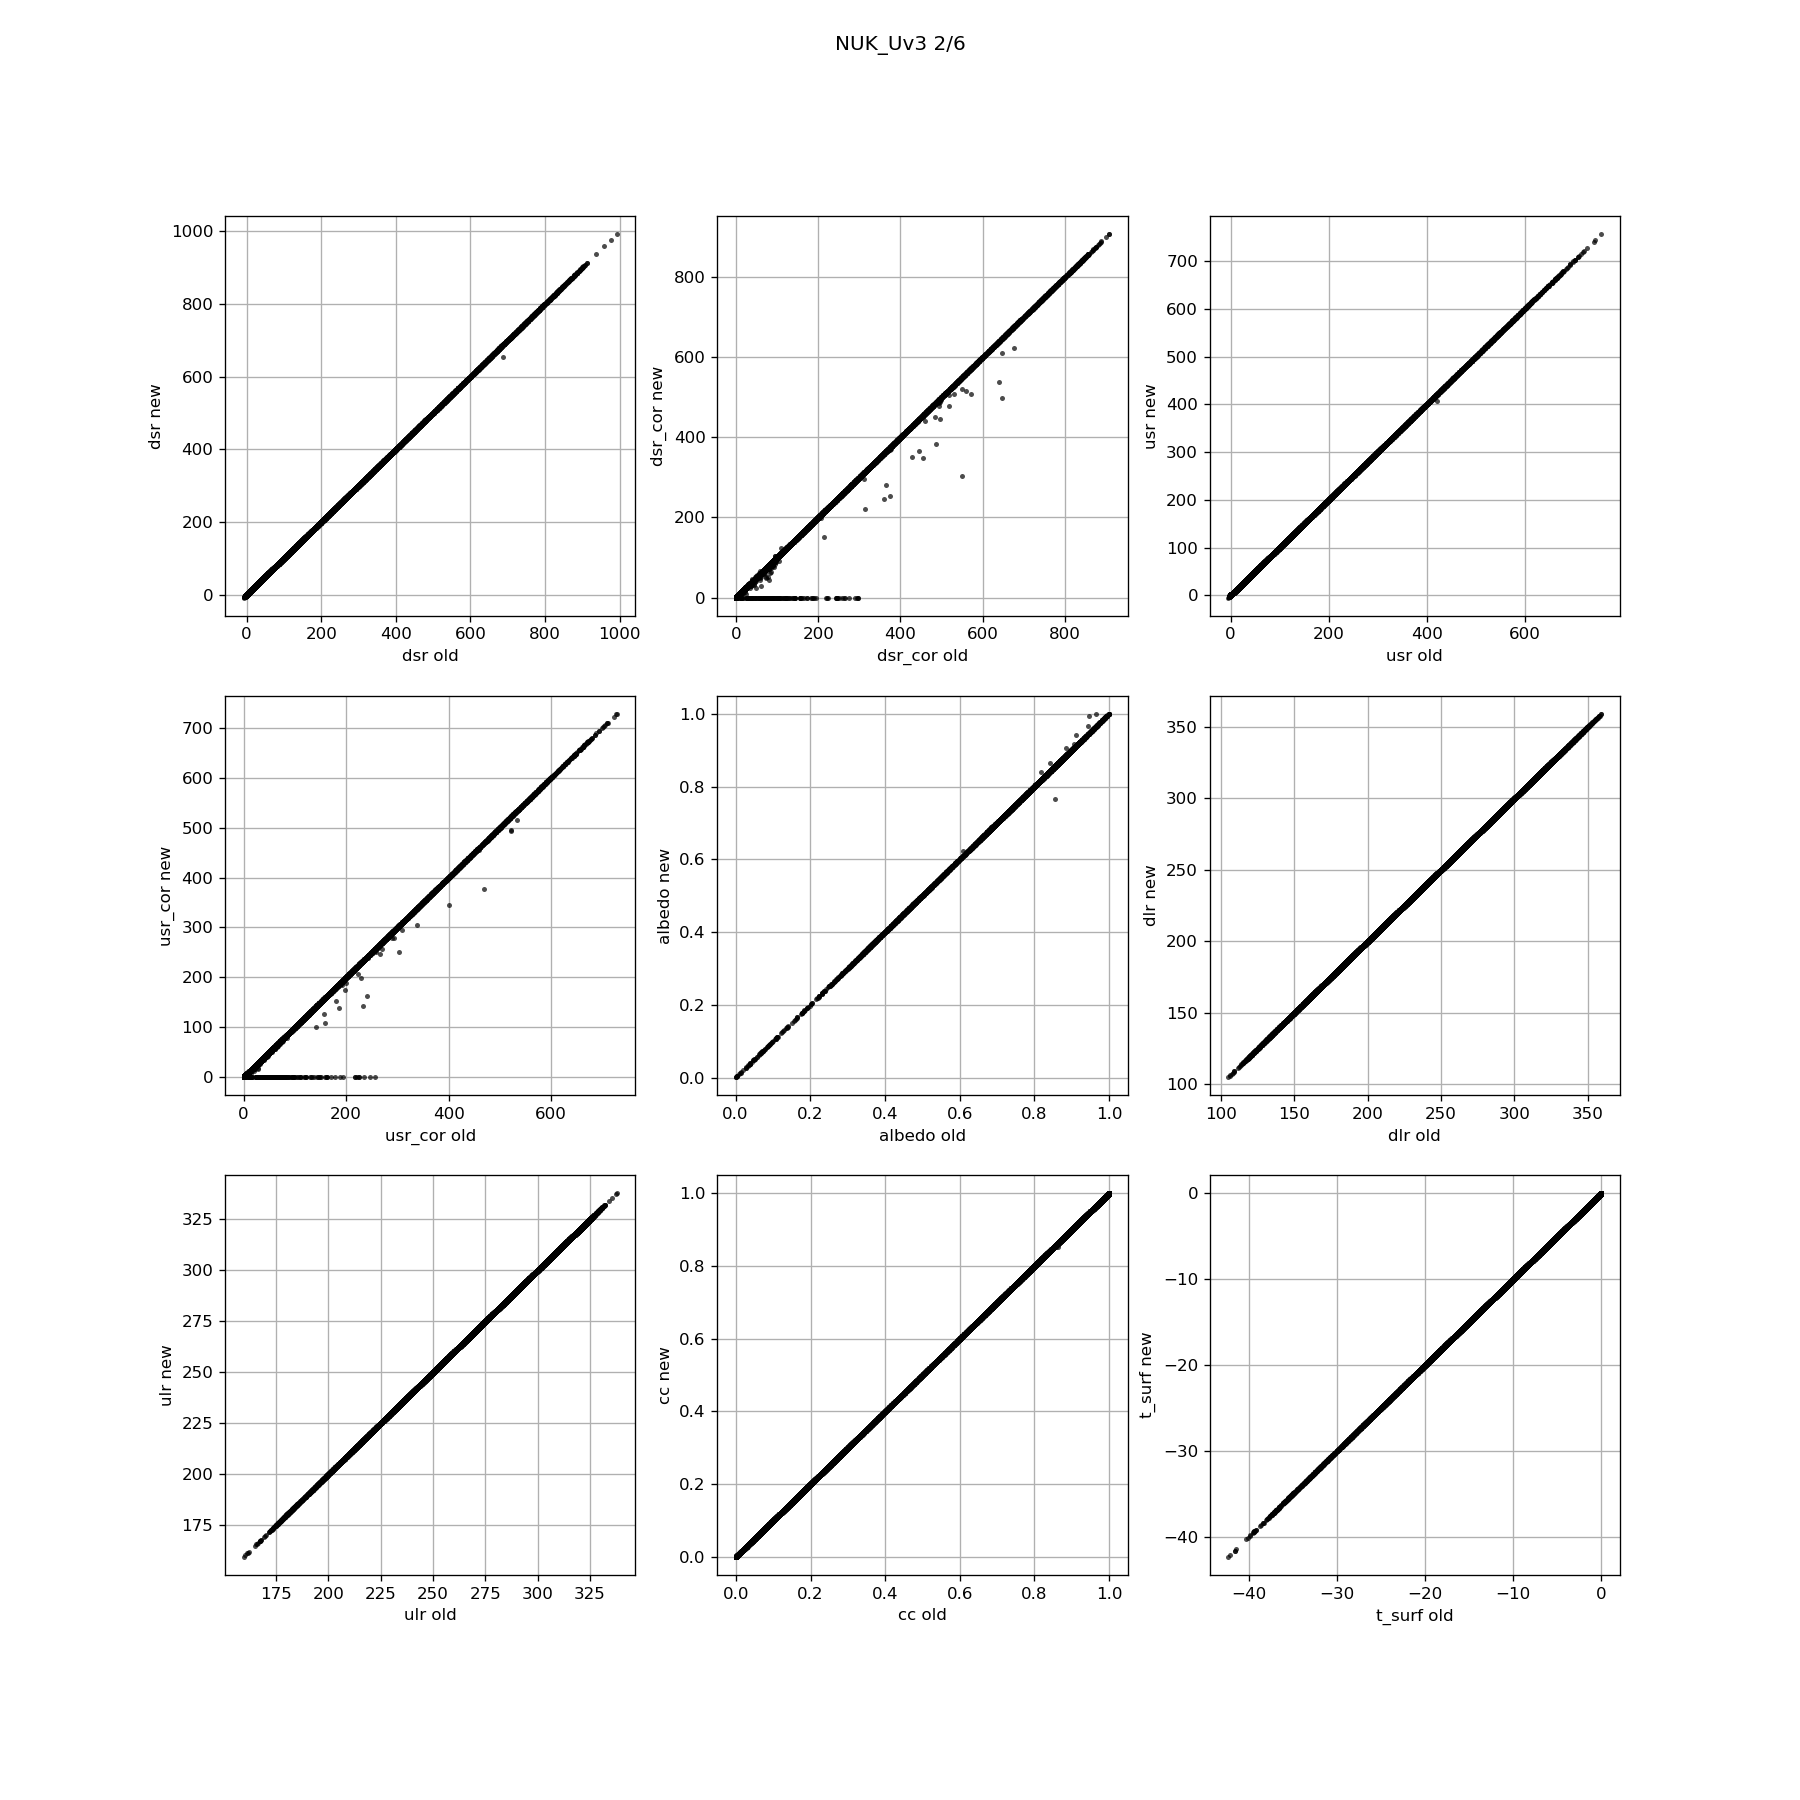 NUK_Uv3 2/6
1000
800
600
400
200
0
dsr new
0 200 400 600 800 1000
dsr old
800
600
400
200
0
dsr_cor new
0 200 400 600 800
dsr_cor old
700
600
500
400
300
200
100
0
usr new
0 200 400 600
usr old
700
600
500
400
300
200
100
0
usr_cor new
0 200 400 600
usr_cor old
1.0
0.8
0.6
0.4
0.2
0.0
albedo new
0.0 0.2 0.4 0.6 0.8 1.0
albedo old
350
300
250
200
150
100
dlr new
100 150 200 250 300 350
dlr old
325
300
275
250
225
200
175
ulr new
175 200 225 250 275 300 325
ulr old
1.0
0.8
0.6
0.4
0.2
0.0
cc new
0.0 0.2 0.4 0.6 0.8 1.0
cc old
0
−10
−20
−30
−40
t_surf new
−40 −30 −20 −10 0
t_surf old